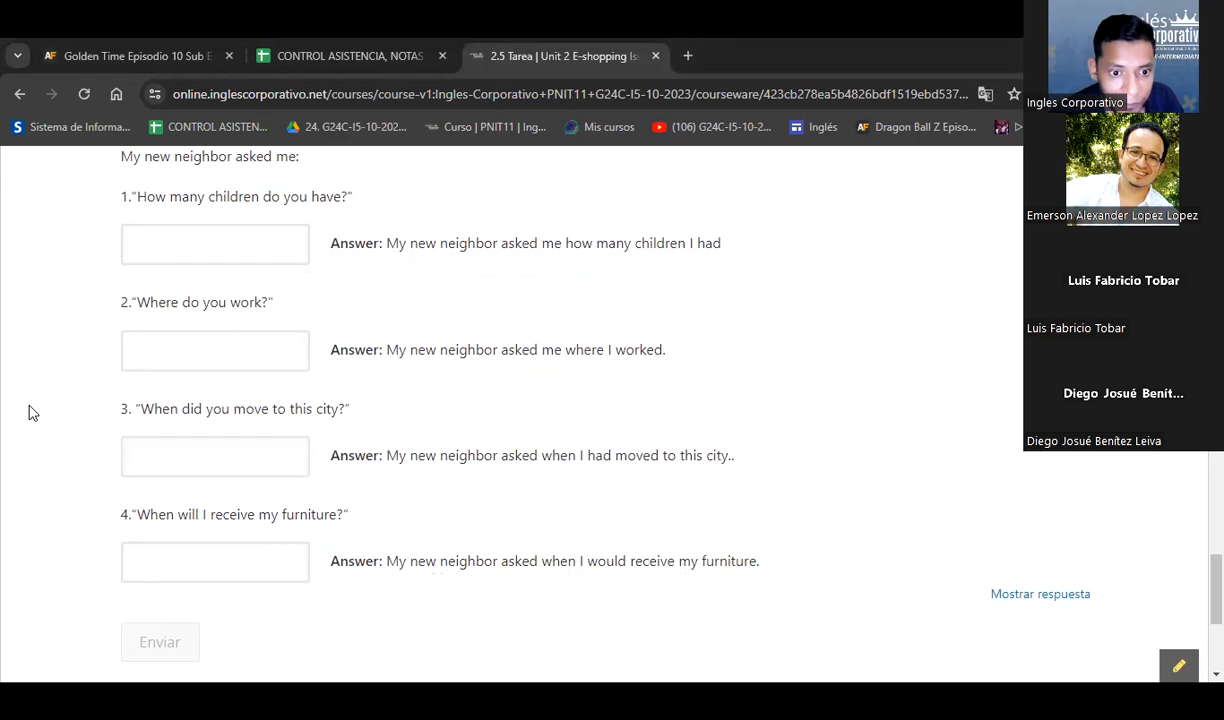 Golden Time Episodio 10 Sub E
CONTROL ASISTENCIA, NOTAS
2.5 Tarea | Unit 2 E-shopping Is
online.inglescorporativo.net/courses/course-v1:Ingles-Corporativo+PNIT11+G24C-I5-10-2023/courseware/423cb278ea5b4826bdf1519ebd537...
Sistema de Informa...
CONTROL ASISTEN...
24. G24C-I5-10-202...
Curso | PNIT11 | Ing...
Mis cursos
(106) G24C-I5-10-2...
Inglés
Dragon Ball Z Episo...
My new neighbor asked me:
1."How many children do you have?"
Answer: My new neighbor asked me how many children I had
2."Where do you work?"
Answer: My new neighbor asked me where I worked.
3. "When did you move to this city?"
Answer: My new neighbor asked when I had moved to this city..
4."When will I receive my furniture?"
Answer: My new neighbor asked when I would receive my furniture.
Mostrar respuesta
Enviar
Ingles Corporativo
Emerson Alexander Lopez Lopez
Luis Fabricio Tobar
Luis Fabricio Tobar
Diego Josué Benít...
Diego Josué Benítez Leiva